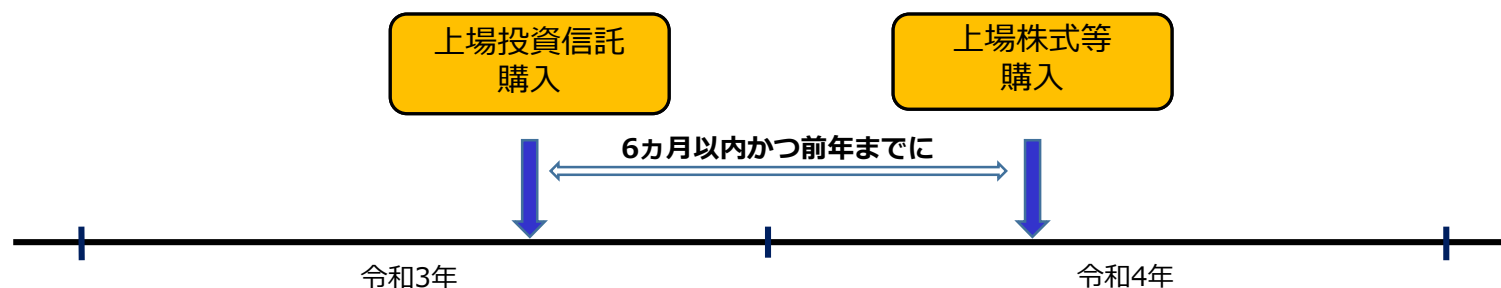 上場投資信託
購入
上場株式等
購入
6ヵ月以内かつ前年までに
令和3年
令和4年